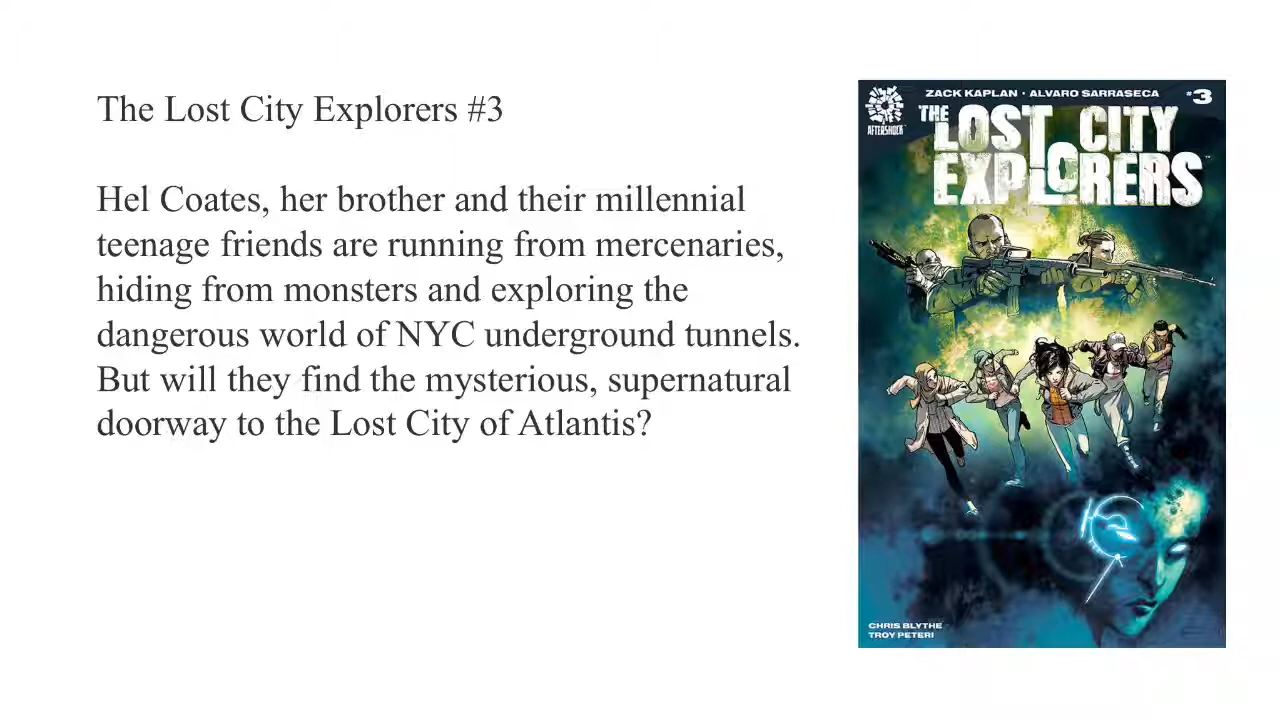 The Lost City Explorers #3
Hel Coates, her brother and their millennial
teenage friends are running from mercenaries,
hiding from monsters and exploring the
dangerous world of NYC underground tunnels.
But will they find the mysterious, supernatural
doorway to the Lost City of Atlantis?
ZACK KAPLAN · ALVARO SARRASECA
#3
AFTERSHOCK
THE
LOST CITY
EXPLORERS
CHRIS BLYTHE
TROY PETERI